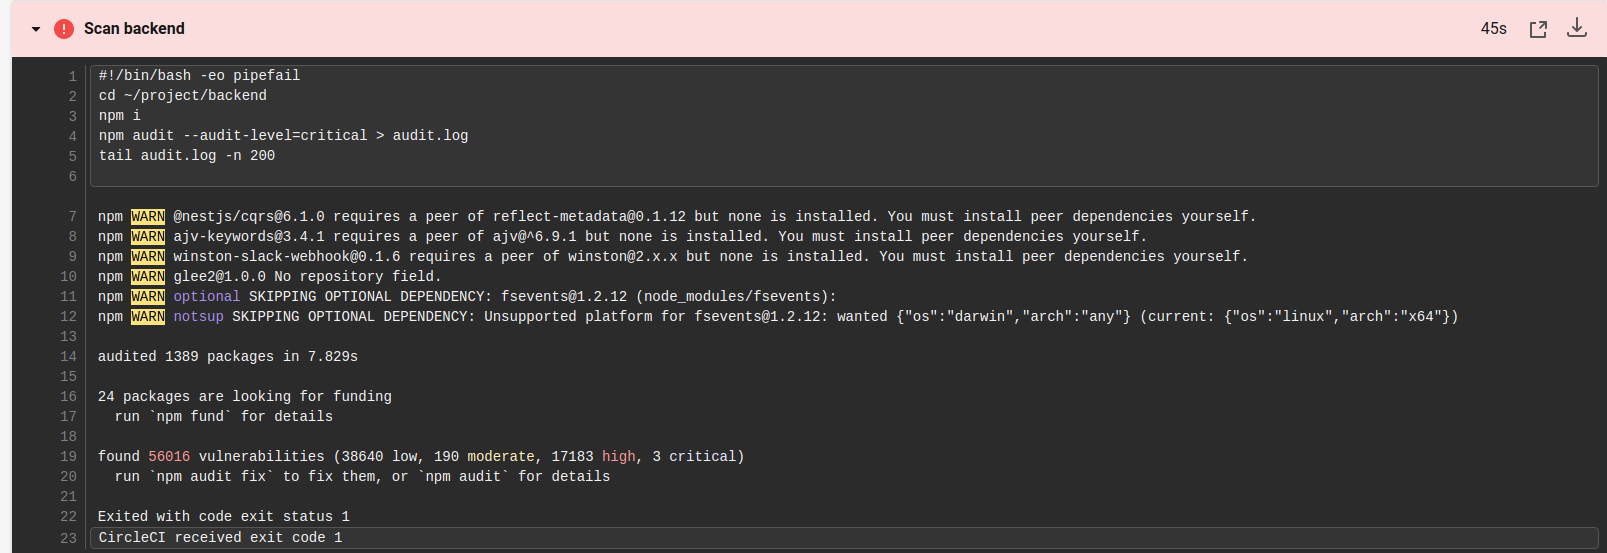 Scan backend 45s
1 #!/bin/bash -eo pipefail
2 cd ~/project/backend
3 npm i
4 npm audit --audit-level=critical > audit.log
5 tail audit.log -n 200
6
7 npm WARN @nestjs/cqrs@6.1.0 requires a peer of reflect-metadata@0.1.12 but none is installed. You must install peer dependencies yourself.
8 npm WARN ajv-keywords@3.4.1 requires a peer of ajv@^6.9.1 but none is installed. You must install peer dependencies yourself.
9 npm WARN winston-slack-webhook@0.1.6 requires a peer of winston@2.x.x but none is installed. You must install peer dependencies yourself.
10 npm WARN glee2@1.0.0 No repository field.
11 npm WARN optional SKIPPING OPTIONAL DEPENDENCY: fsevents@1.2.12 (node_modules/fsevents):
12 npm WARN notsup SKIPPING OPTIONAL DEPENDENCY: Unsupported platform for fsevents@1.2.12: wanted {"os":"darwin","arch":"any"} (current: {"os":"linux","arch":"x64"})
13
14 audited 1389 packages in 7.829s
15
16 24 packages are looking for funding
17 run `npm fund` for details
18
19 found 56016 vulnerabilities (38640 low, 190 moderate, 17183 high, 3 critical)
20 run `npm audit fix` to fix them, or `npm audit` for details
21
22 Exited with code exit status 1
23 CircleCI received exit code 1